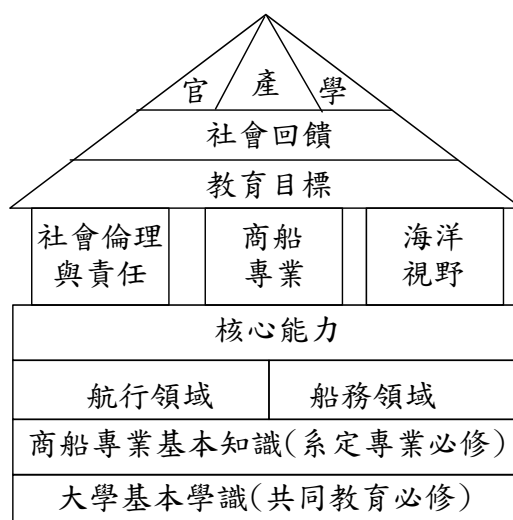 官 產 學
社會回饋
教育目標
社會倫理
與責任
商船
專業
海洋
視野
核心能力
航行領域
船務領域
商船專業基本知識(系定專業必修)
大學基本學識(共同教育必修)